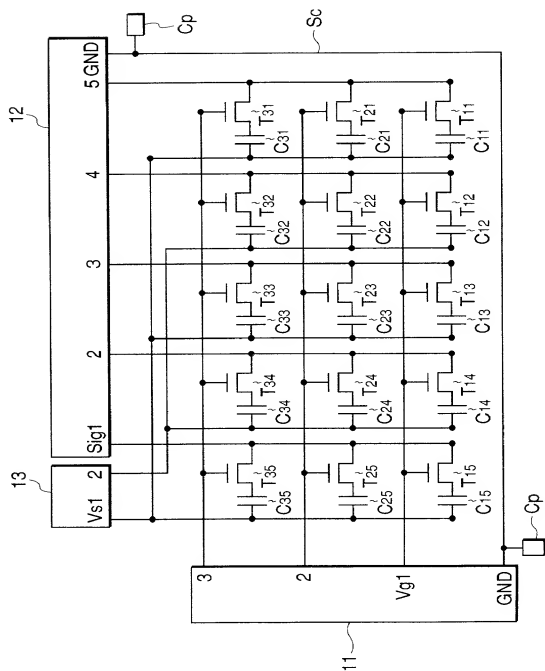 12
Cp
13
Vs1 2
Sig1 2 3 4 5 GND
Sc
3
T35 T34 T33 T32 T31
C35 C34 C33 C32 C31
2
T25 T24 T23 T22 T21
C25 C24 C23 C22 C21
Vg1
T15 T14 T13 T12 T11
C15 C14 C13 C12 C11
GND
Cp
11